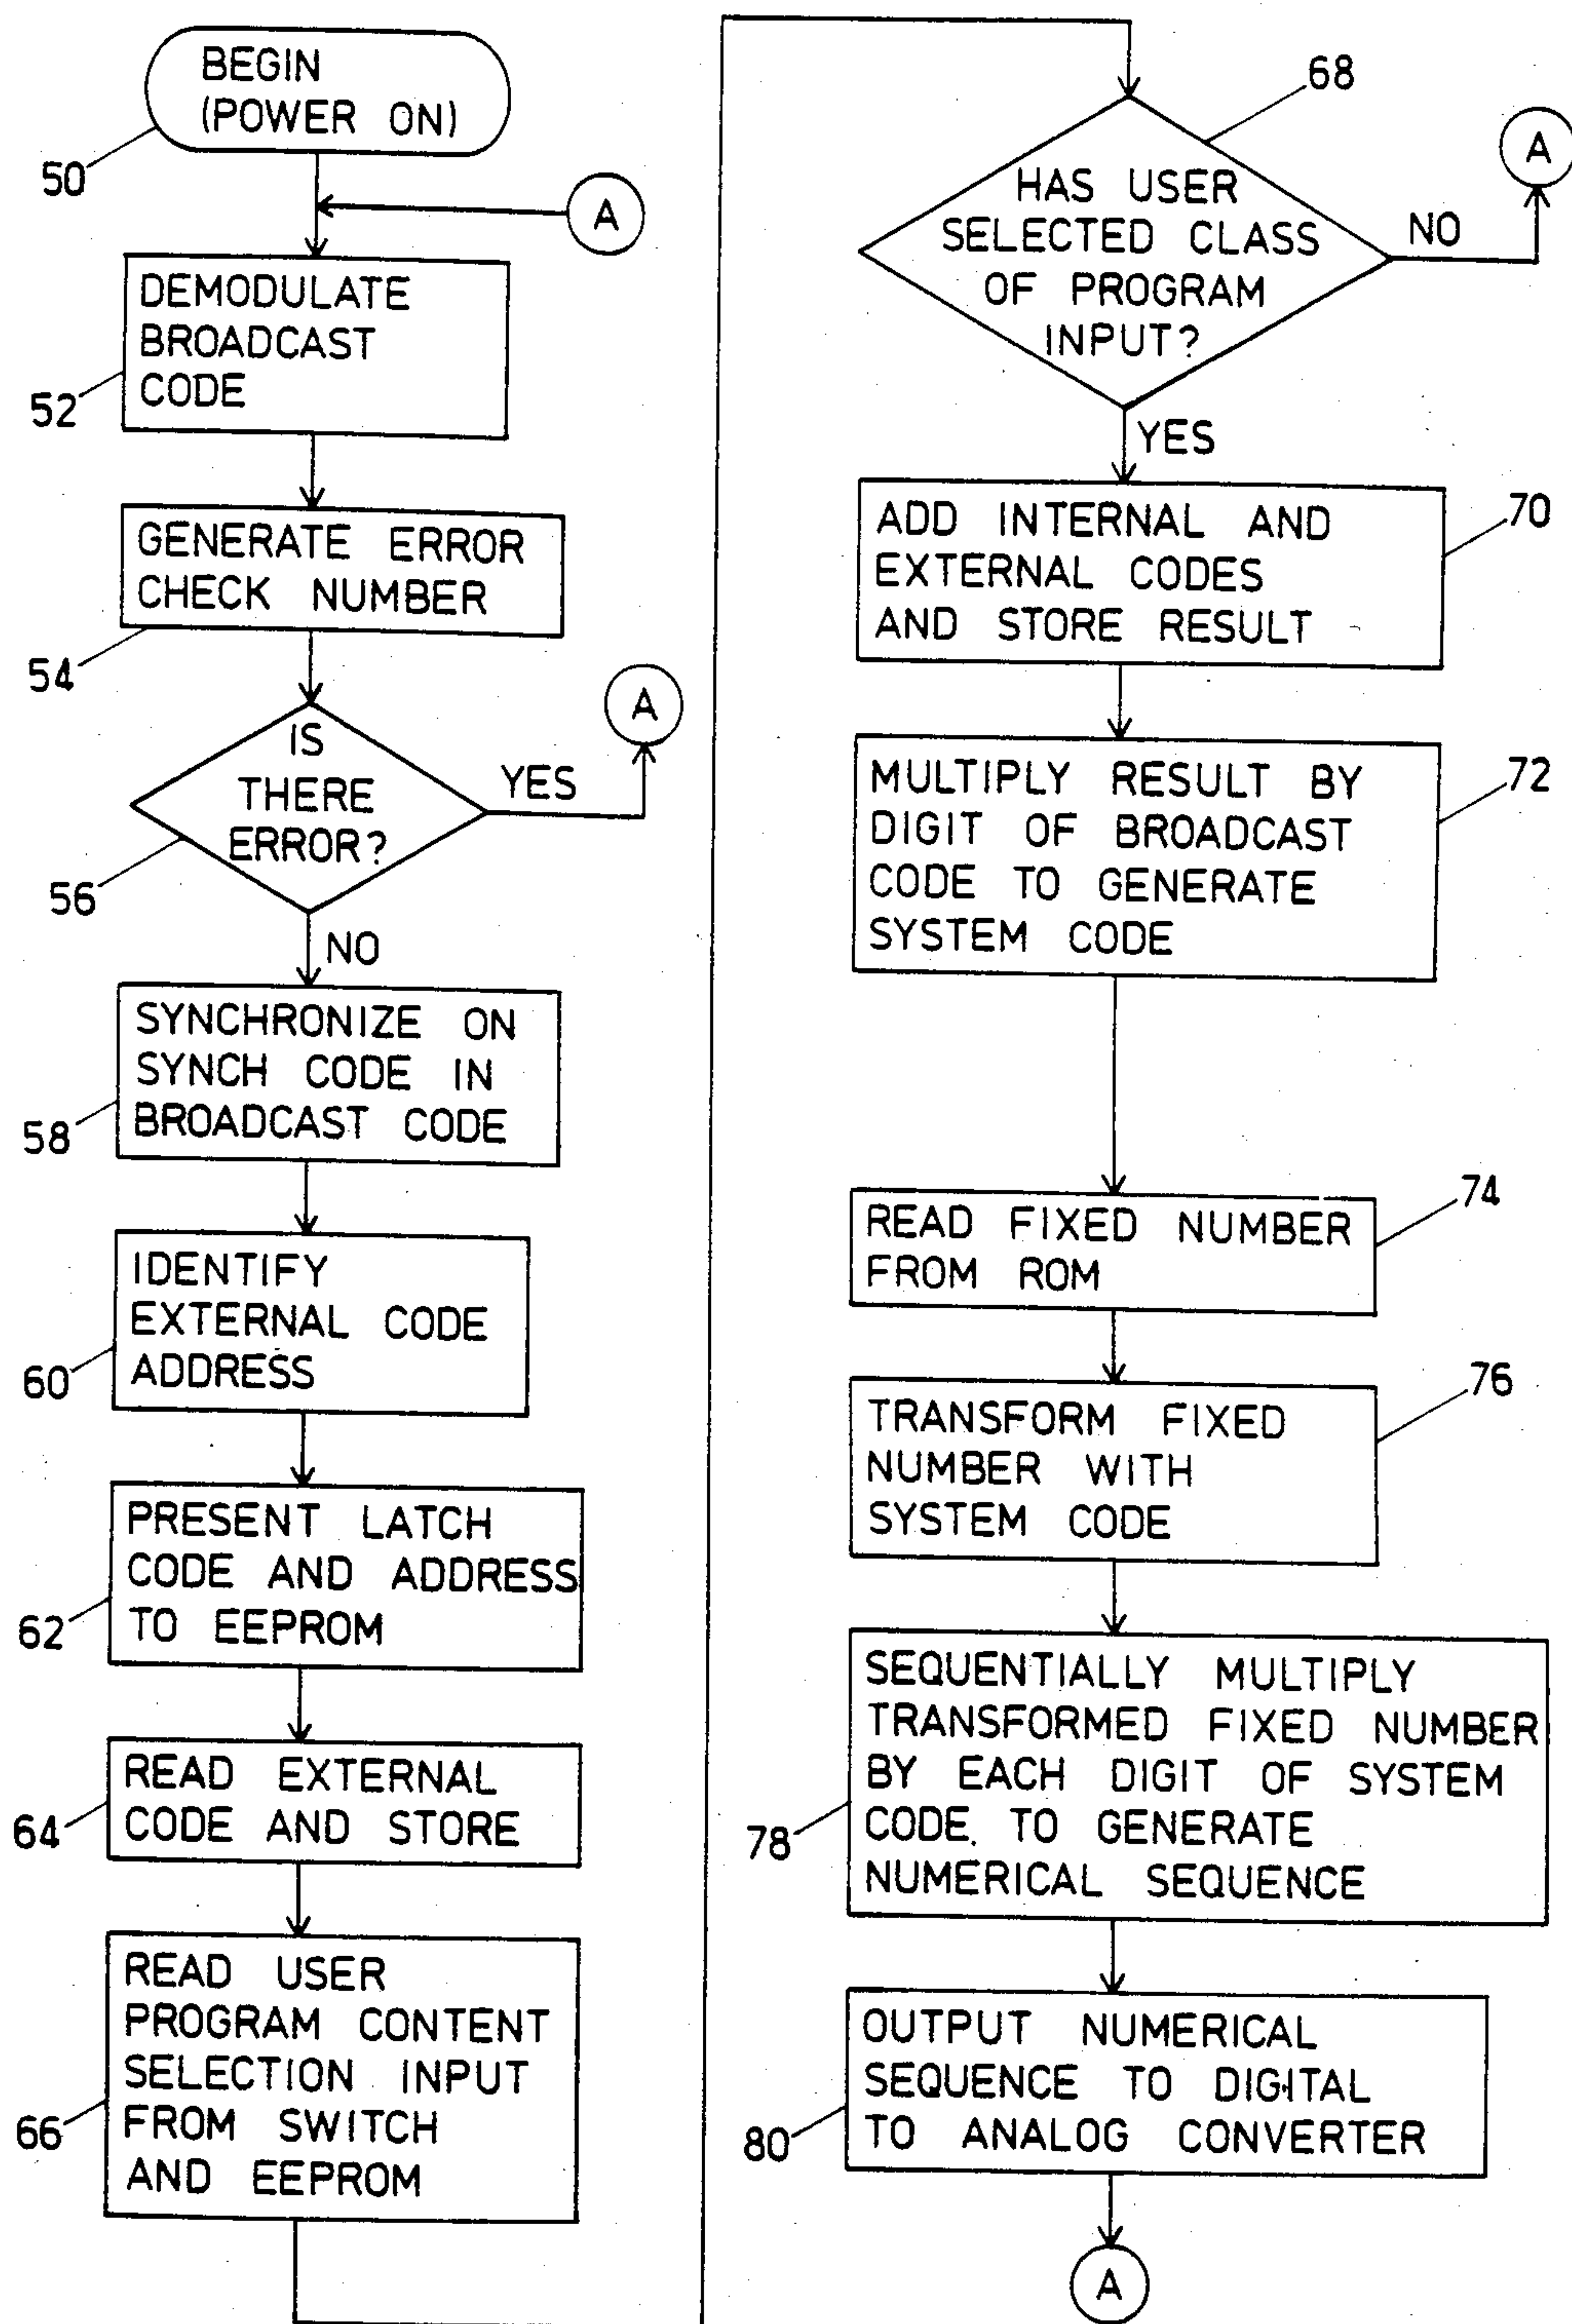 BEGIN
(POWER ON)
50
A
DEMODULATE
BROADCAST
CODE
52
GENERATE ERROR
CHECK NUMBER
54
A
IS
THERE
ERROR?
YES
56
NO
SYNCHRONIZE ON
SYNCH CODE IN
BROADCAST CODE
58
IDENTIFY
EXTERNAL CODE
ADDRESS
60
PRESENT LATCH
CODE AND ADDRESS
TO EEPROM
62
READ EXTERNAL
CODE AND STORE
64
READ USER
PROGRAM CONTENT
SELECTION INPUT
FROM SWITCH
AND EEPROM
66
68
A
HAS USER
SELECTED CLASS
OF PROGRAM
INPUT?
NO
YES
ADD INTERNAL AND
EXTERNAL CODES
AND STORE RESULT
70
MULTIPLY RESULT BY
DIGIT OF BROADCAST
CODE TO GENERATE
SYSTEM CODE
72
READ FIXED NUMBER
FROM ROM
74
TRANSFORM FIXED
NUMBER WITH
SYSTEM CODE
76
SEQUENTIALLY MULTIPLY
TRANSFORMED FIXED NUMBER
BY EACH DIGIT OF SYSTEM
CODE TO GENERATE
NUMERICAL SEQUENCE
78
OUTPUT NUMERICAL
SEQUENCE TO DIGITAL
TO ANALOG CONVERTER
80
A